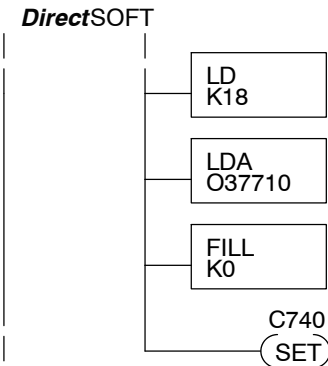 DirectSOFT
LD
K18
LDA
O37710
FILL
K0
C740
SET